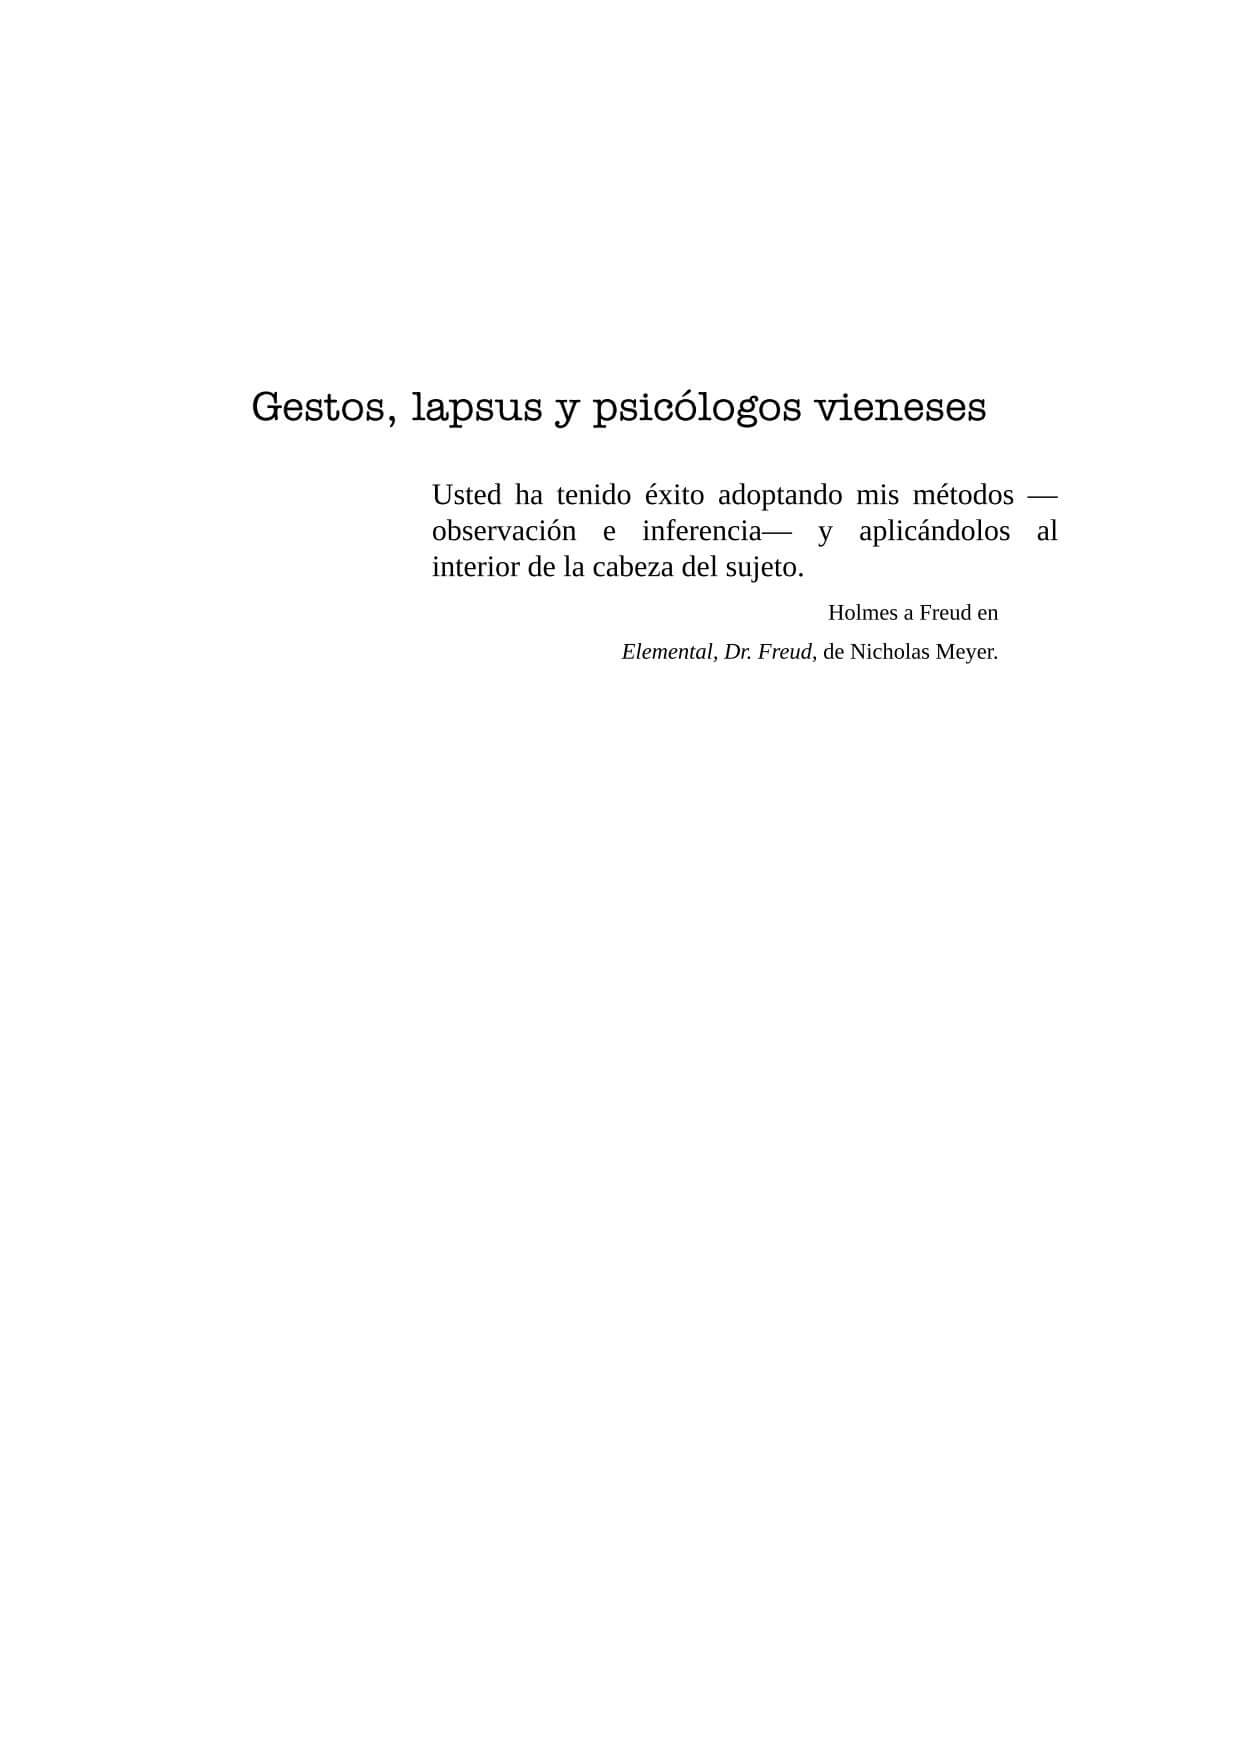 Gestos, lapsus y psicólogos vieneses
Usted ha tenido éxito adoptando mis métodos —
observación e inferencia— y aplicándolos al
interior de la cabeza del sujeto.
Holmes a Freud en
Elemental, Dr. Freud, de Nicholas Meyer.